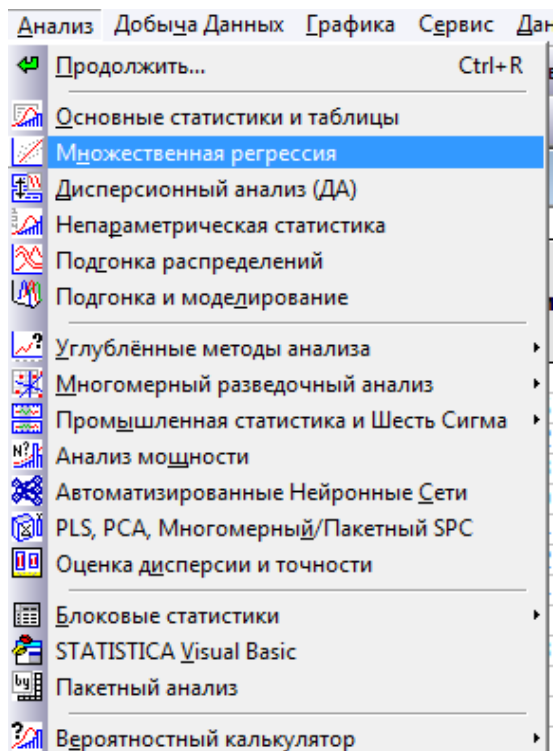 Анализ Добыча Данных Графика Сервис Дан
Продолжить... Ctrl+R
Основные статистики и таблицы
Множественная регрессия
Дисперсионный анализ (ДА)
Непараметрическая статистика
Подгонка распределений
Подгонка и моделирование
Углублённые методы анализа
Многомерный разведочный анализ
Промышленная статистика и Шесть Сигма
Анализ мощности
Автоматизированные Нейронные Сети
PLS, PCA, Многомерный/Пакетный SPC
Оценка дисперсии и точности
Блоковые статистики
STATISTICA Visual Basic
Пакетный анализ
Вероятностный калькулятор